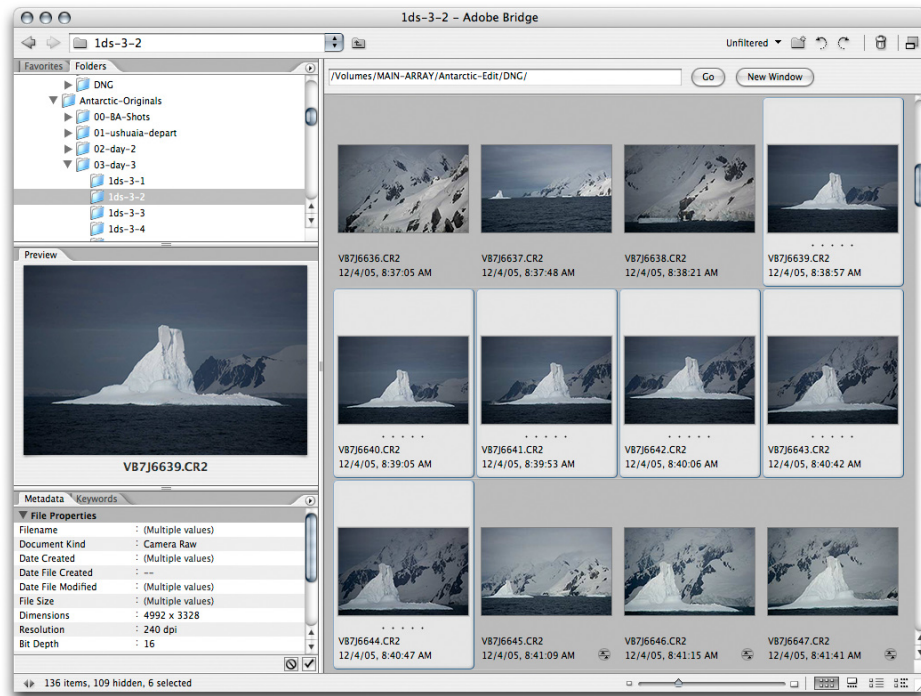 1ds-3-2 – Adobe Bridge
1ds-3-2
Unfiltered
Favorites
Folders
DNG
Antarctic-Originals
00-BA-Shots
01-ushuaia-depart
02-day-2
03-day-3
1ds-3-1
1ds-3-2
1ds-3-3
1ds-3-4
/Volumes/MAIN-ARRAY/Antarctic-Edit/DNG/
Go
New Window
Preview
VB7J6639.CR2
Metadata
Keywords
File Properties
Filename : (Multiple values)
Document Kind : Camera Raw
Date Created : (Multiple values)
Date File Created : --
Date File Modified : (Multiple values)
File Size : (Multiple values)
Dimensions : 4992 x 3328
Resolution : 240 dpi
Bit Depth : 16
VB7J6636.CR2
12/4/05, 8:37:05 AM
VB7J6637.CR2
12/4/05, 8:37:48 AM
VB7J6638.CR2
12/4/05, 8:38:21 AM
VB7J6639.CR2
12/4/05, 8:38:57 AM
VB7J6640.CR2
12/4/05, 8:39:05 AM
VB7J6641.CR2
12/4/05, 8:39:53 AM
VB7J6642.CR2
12/4/05, 8:40:06 AM
VB7J6643.CR2
12/4/05, 8:40:42 AM
VB7J6644.CR2
12/4/05, 8:40:47 AM
VB7J6645.CR2
12/4/05, 8:41:09 AM
VB7J6646.CR2
12/4/05, 8:41:15 AM
VB7J6647.CR2
12/4/05, 8:41:41 AM
136 items, 109 hidden, 6 selected